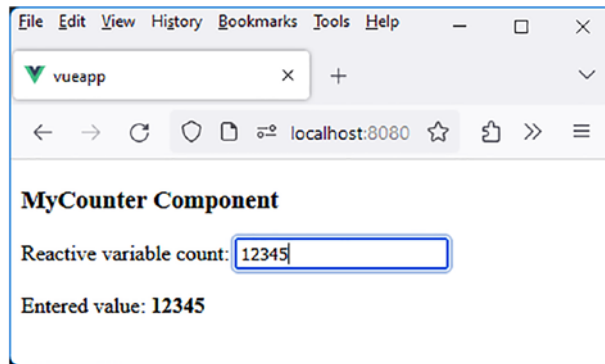 File Edit View History Bookmarks Tools Help
vueapp
localhost:8080
MyCounter Component
Reactive variable count: 12345
Entered value: 12345